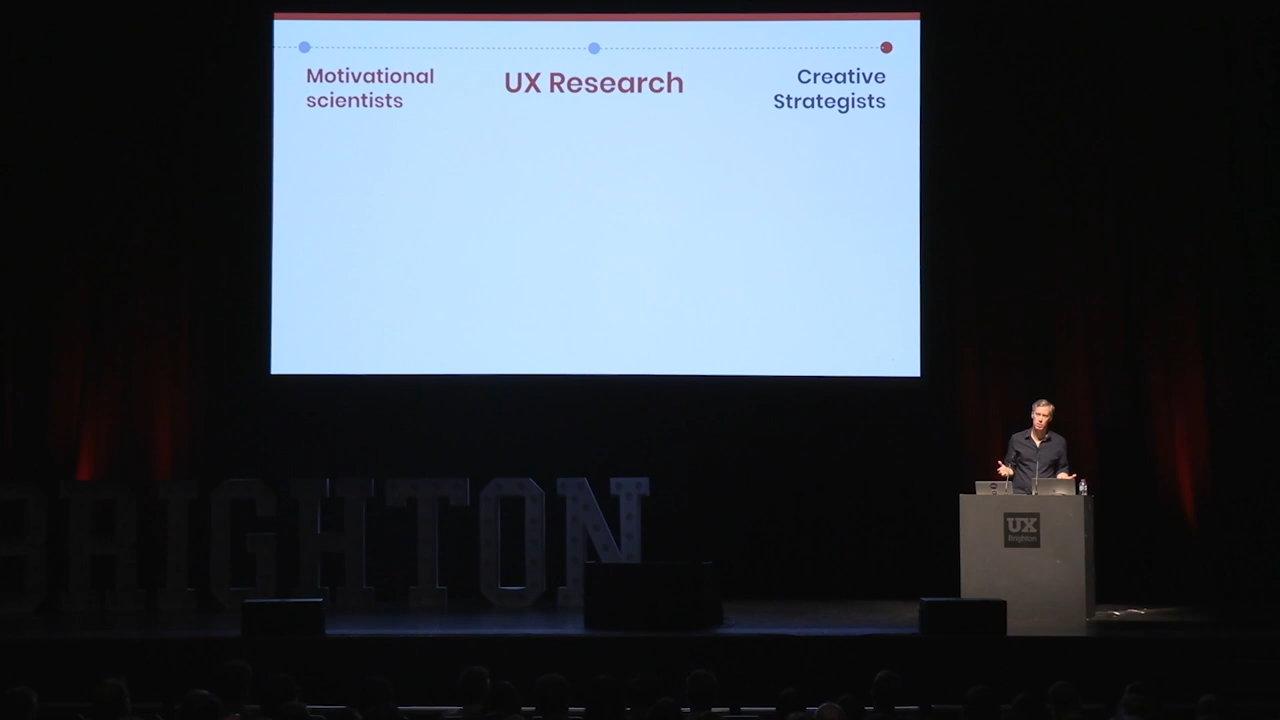 Motivational
scientists
UX Research
Creative
Strategists
BRIGHTON
UX
Brighton